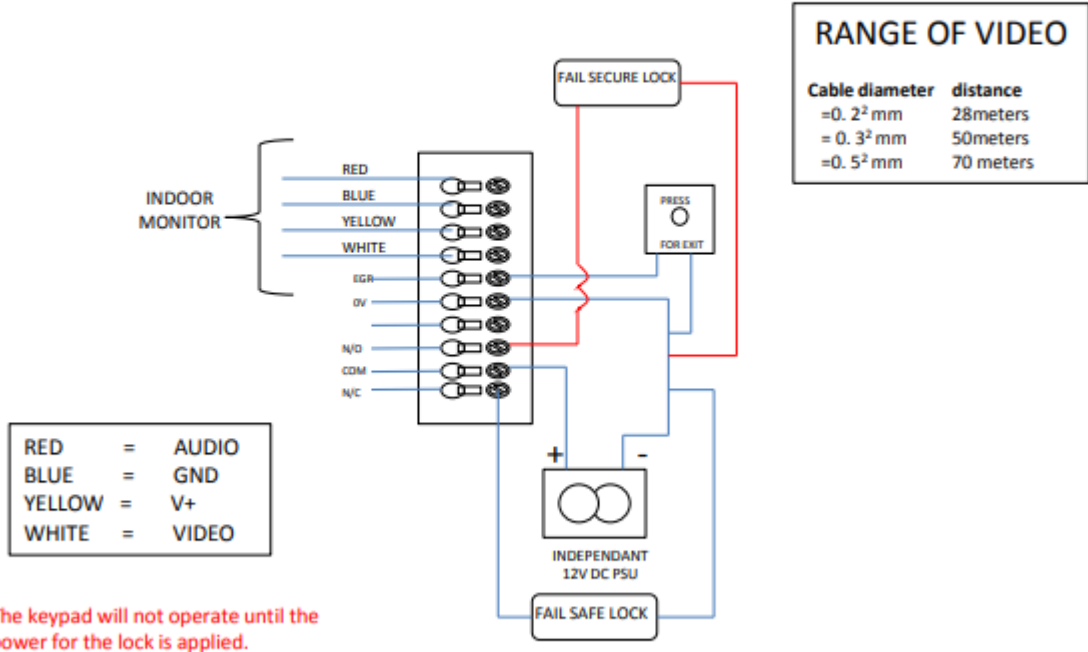 RANGE OF VIDEO
Cable diameter distance
=0. 2² mm 28meters
= 0. 3² mm 50meters
=0. 5² mm 70 meters
FAIL SECURE LOCK
PRESS
FOR EXIT
INDOOR
MONITOR
RED
BLUE
YELLOW
WHITE
EGR
0V
N/O
COM
N/C
+ -
INDEPENDANT
12V DC PSU
FAIL SAFE LOCK
RED = AUDIO
BLUE = GND
YELLOW = V+
WHITE = VIDEO
he keypad will not operate until the
ower for the lock is applied.